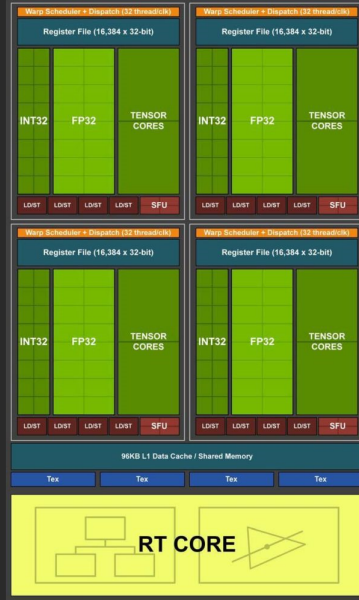 Warp Scheduler + Dispatch (32 thread/clk)
Register File (16,384 x 32-bit)
INT32
FP32
TENSOR
CORES
LD/ST
LD/ST
LD/ST
LD/ST
SFU
Warp Scheduler + Dispatch (32 thread/clk)
Register File (16,384 x 32-bit)
INT32
FP32
TENSOR
CORES
LD/ST
LD/ST
LD/ST
LD/ST
SFU
Warp Scheduler + Dispatch (32 thread/clk)
Register File (16,384 x 32-bit)
INT32
FP32
TENSOR
CORES
LD/ST
LD/ST
LD/ST
LD/ST
SFU
Warp Scheduler + Dispatch (32 thread/clk)
Register File (16,384 x 32-bit)
INT32
FP32
TENSOR
CORES
LD/ST
LD/ST
LD/ST
LD/ST
SFU
96KB L1 Data Cache / Shared Memory
Tex
Tex
Tex
Tex
RT CORE